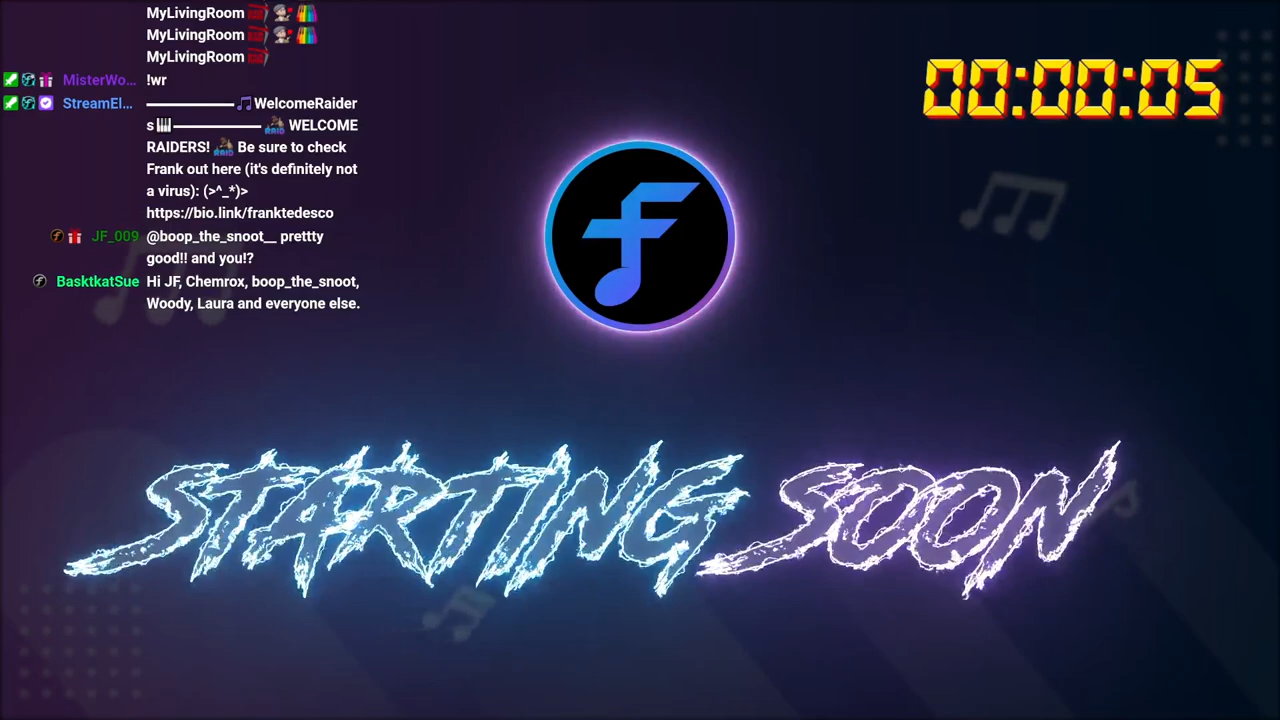 MyLivingRoom
MyLivingRoom
MyLivingRoom
00:00:05
MisterWo... !wr
StreamEl... ━━━━━━━━━ 🎵WelcomeRaider
s🎹━━━━━━━━━ WELCOME
RAIDERS! Be sure to check
Frank out here (it's definitely not
a virus): (>^_*)>
https://bio.link/franktedesco
JF_009 @boop_the_snoot__ prettty
good!! and you!?
BasktkatSue Hi JF, Chemrox, boop_the_snoot,
Woody, Laura and everyone else.
STARTING SOON